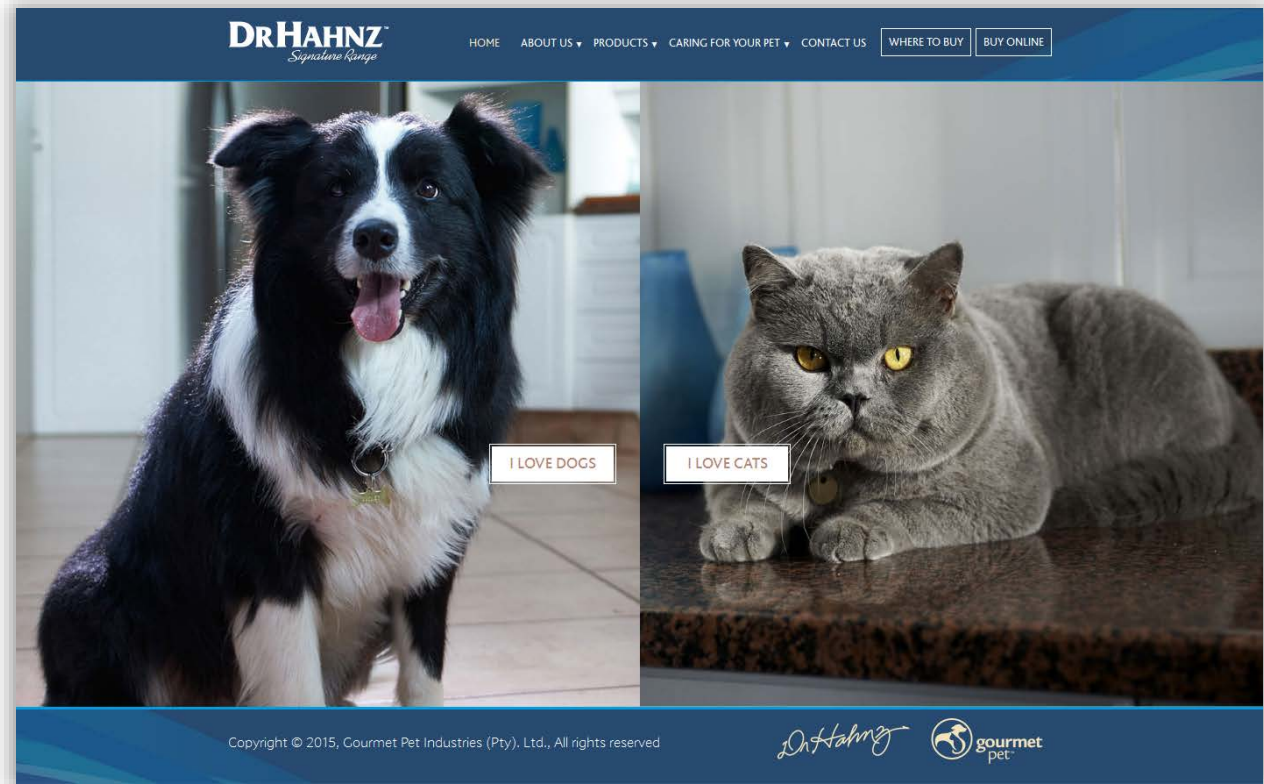 DRHAHNZ™
Signature Range
HOME ABOUT US ▾ PRODUCTS ▾ CARING FOR YOUR PET ▾ CONTACT US WHERE TO BUY BUY ONLINE
I LOVE DOGS
I LOVE CATS
Copyright © 2015, Gourmet Pet Industries (Pty). Ltd., All rights reserved
DrHahnz
gourmet
pet™